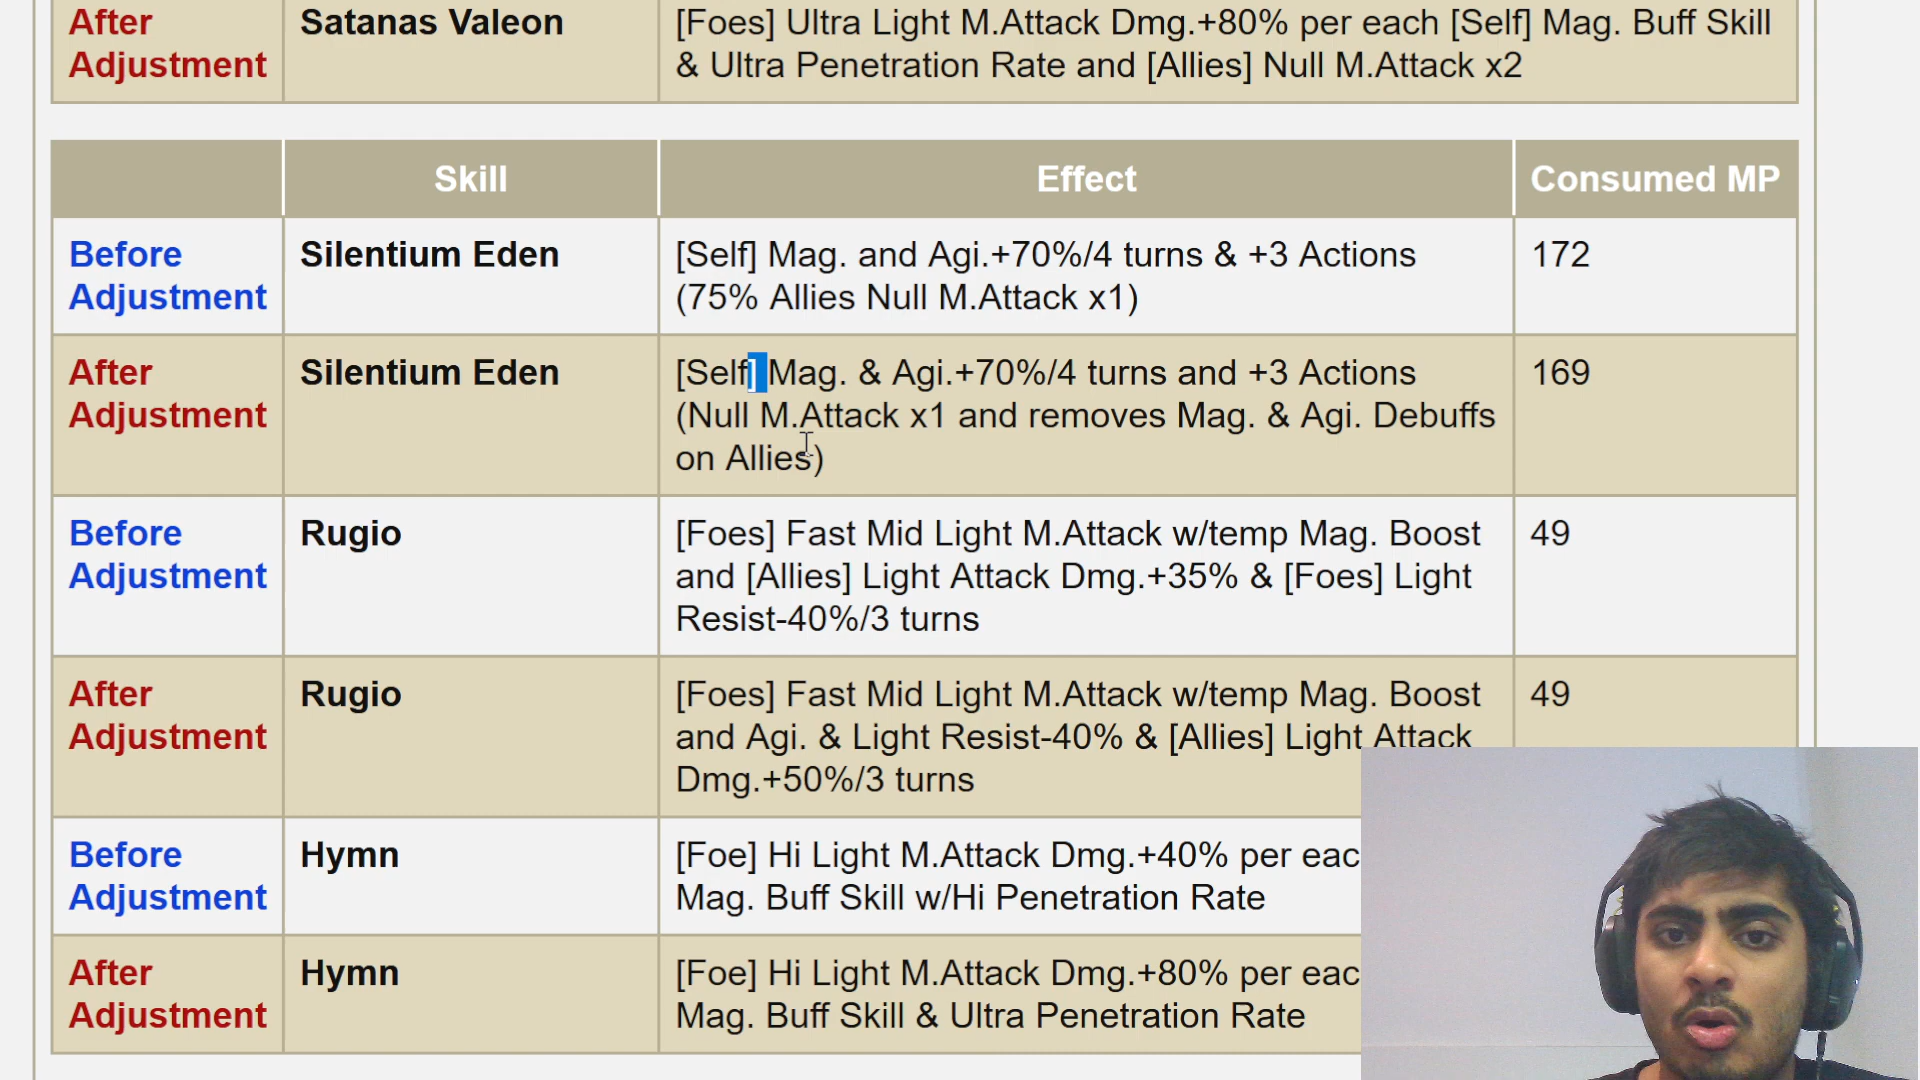 After
Adjustment
Satanas Valeon
[Foes] Ultra Light M.Attack Dmg.+80% per each [Self] Mag. Buff Skill
& Ultra Penetration Rate and [Allies] Null M.Attack x2
Skill
Effect
Consumed MP
Before
Adjustment
Silentium Eden
[Self] Mag. and Agi.+70%/4 turns & +3 Actions
(75% Allies Null M.Attack x1)
172
After
Adjustment
Silentium Eden
[Self] Mag. & Agi.+70%/4 turns and +3 Actions
(Null M.Attack x1 and removes Mag. & Agi. Debuffs
on Allies)
169
Before
Adjustment
Rugio
[Foes] Fast Mid Light M.Attack w/temp Mag. Boost
and [Allies] Light Attack Dmg.+35% & [Foes] Light
Resist-40%/3 turns
49
After
Adjustment
Rugio
[Foes] Fast Mid Light M.Attack w/temp Mag. Boost
and Agi. & Light Resist-40% & [Allies] Light Attack
Dmg.+50%/3 turns
49
Before
Adjustment
Hymn
[Foe] Hi Light M.Attack Dmg.+40% per eac
Mag. Buff Skill w/Hi Penetration Rate
After
Adjustment
Hymn
[Foe] Hi Light M.Attack Dmg.+80% per eac
Mag. Buff Skill & Ultra Penetration Rate